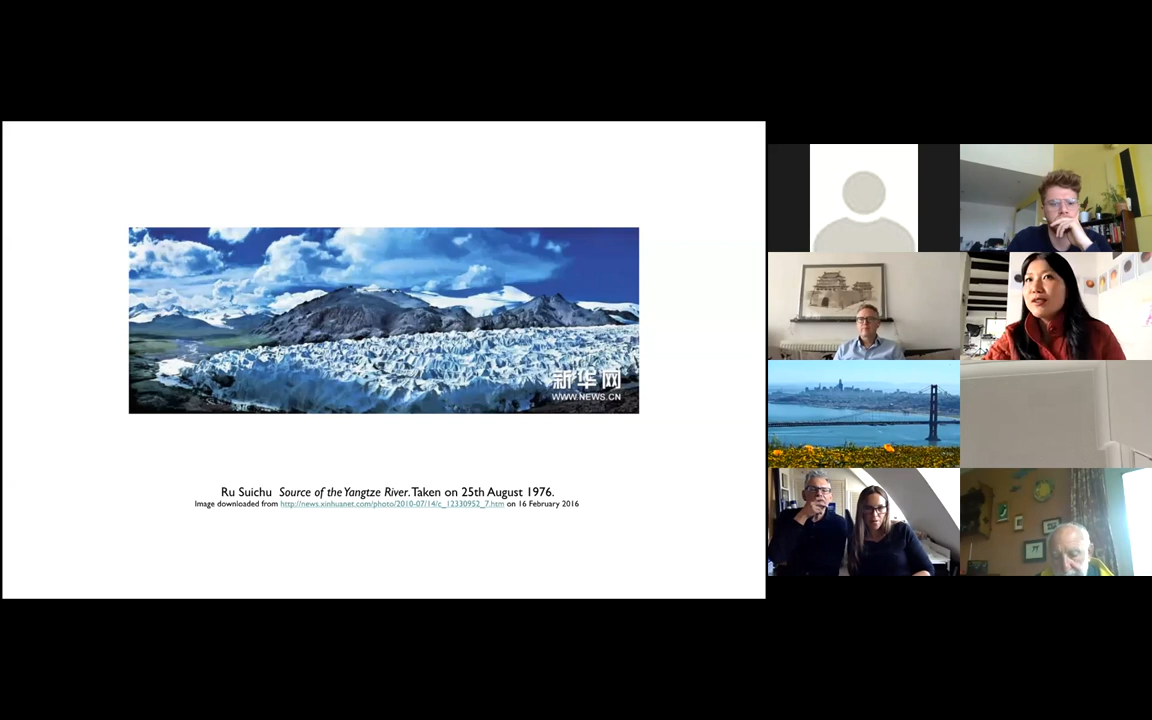 新华网
WWW.NEWS.CN
Ru Suichu Source of the Yangtze River. Taken on 25th August 1976.
Image downloaded from http://news.xinhuanet.com/photo/2010-07/14/c_12330952_7.htm on 16 February 2016